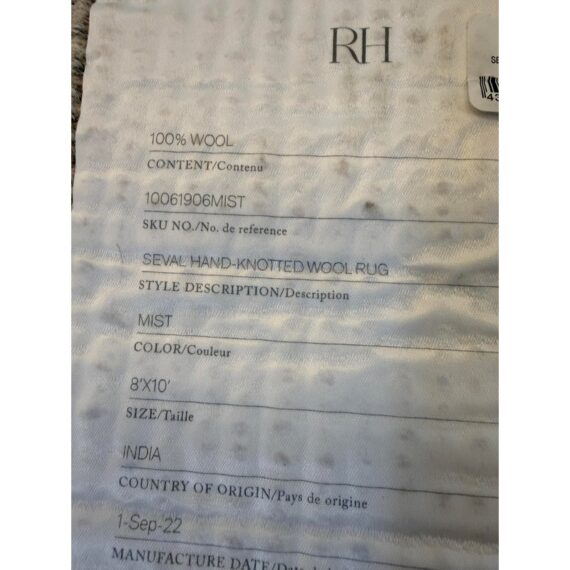 RH
SE
43
100% WOOL
CONTENT/Contenu
10061906MIST
SKU NO./No. de reference
SEVAL HAND-KNOTTED WOOL RUG
STYLE DESCRIPTION/Description
MIST
COLOR/Couleur
8'X10'
SIZE/Taille
INDIA
COUNTRY OF ORIGIN/Pays de origine
1-Sep-22
MANUFACTURE DATE/